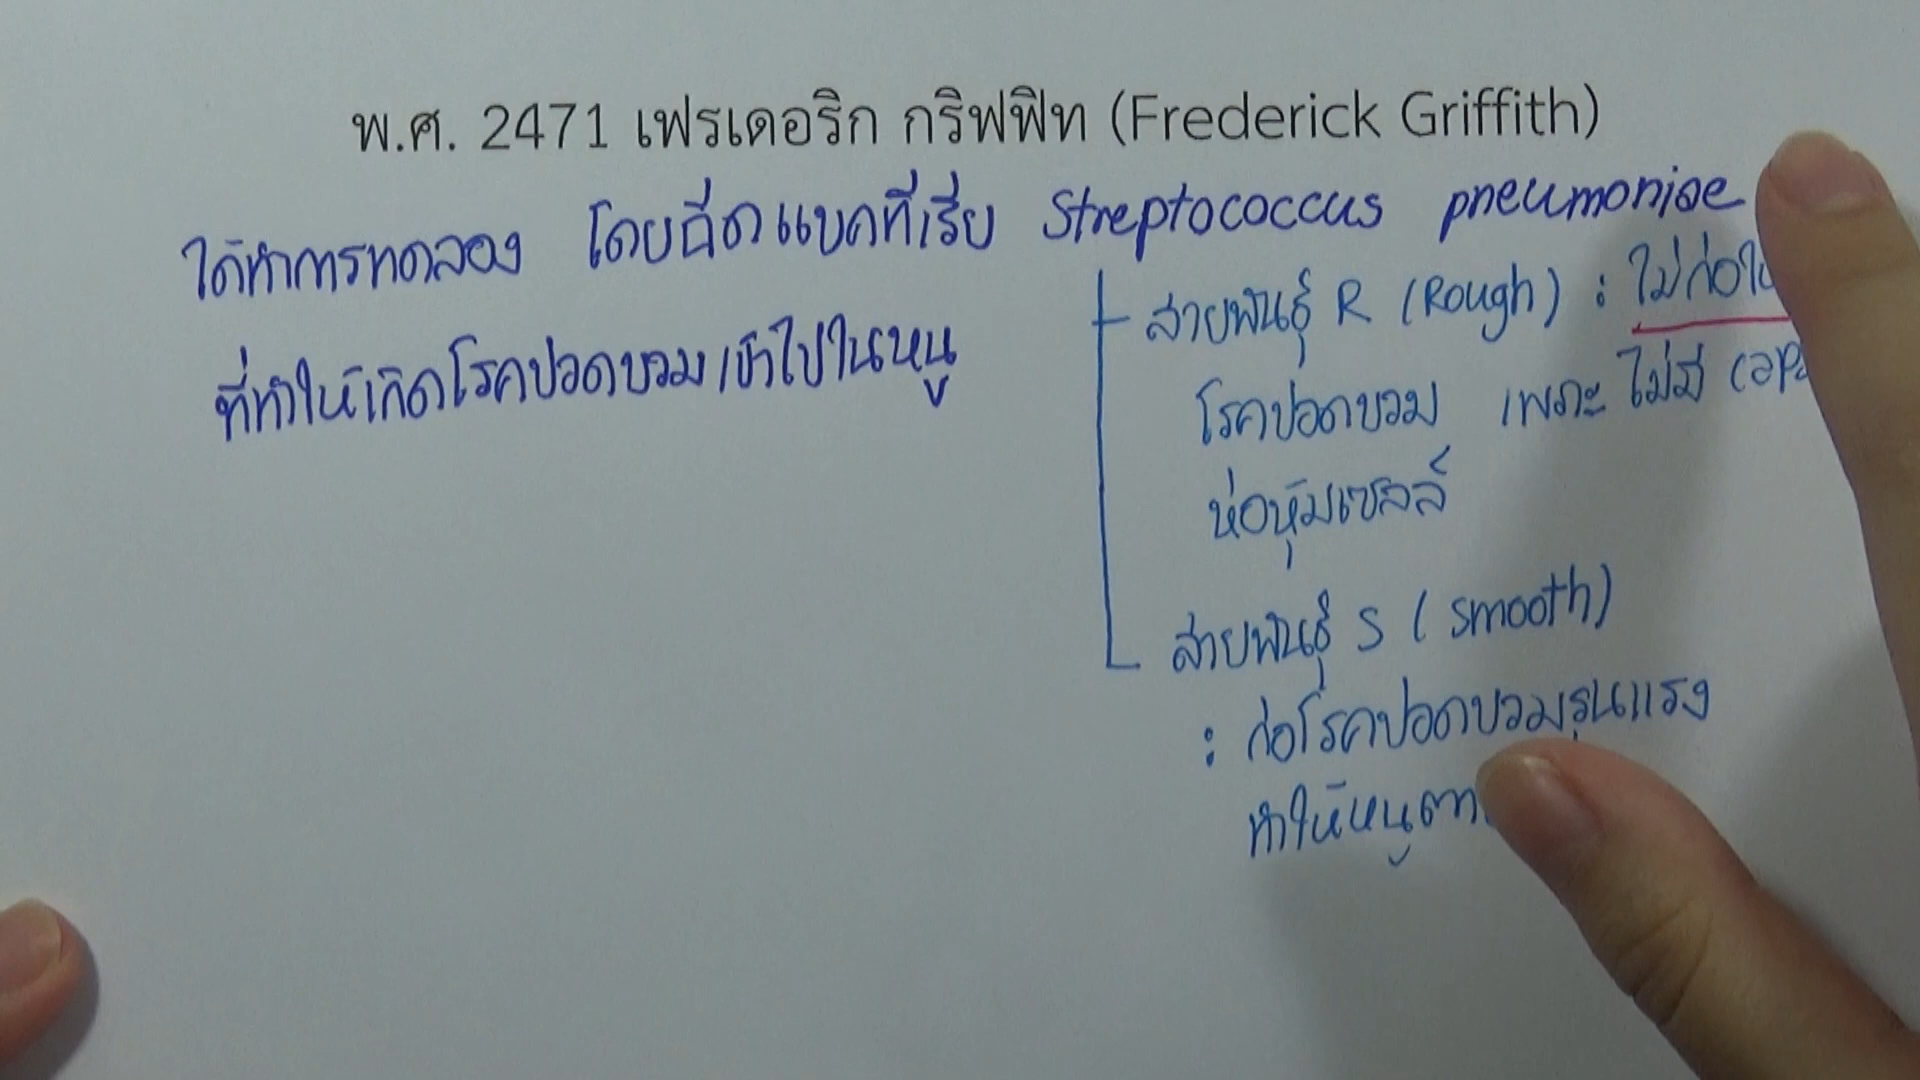 พ.ศ. 2471 เฟรเดอริก กริฟฟิท (Frederick Griffith)
ได้ทำการทดลอง โดยฉีดแบคที่เรีย Streptococcus pneumoniae
ที่ทำให้เกิดโรคปอดบวมเข้าไปในหนู
สายพันธุ์ R (Rough) : ไม่ก่อ
โรคปอดบวม เพราะ ไม่มี
ห่อหุ้มเซลล์
สายพันธุ์ S (smooth)
: ก่อโรคปอดบวมรุนแรง
ทำให้หนู